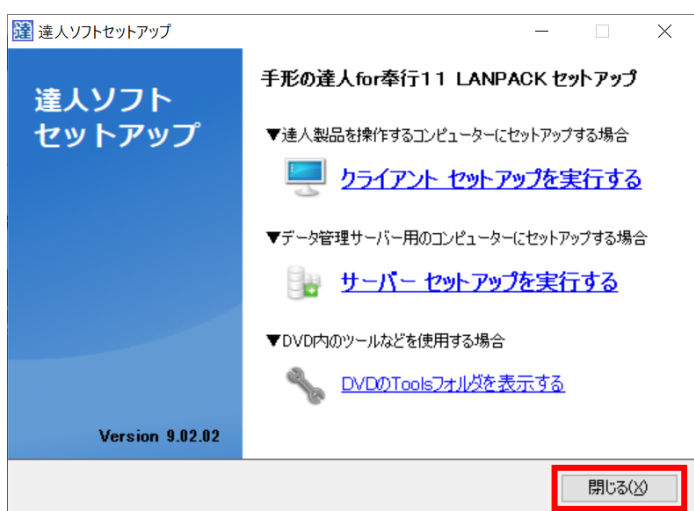 達人ソフトセットアップ
達人ソフト
セットアップ
手形の達人for奉行11 LANPACK セットアップ
▼達人製品を操作するコンピューターにセットアップする場合
クライアント セットアップを実行する
▼データ管理サーバー用のコンピューターにセットアップする場合
サーバー セットアップを実行する
▼DVD内のツールなどを使用する場合
DVDのToolsフォルダを表示する
Version 9.02.02
閉じる(X)